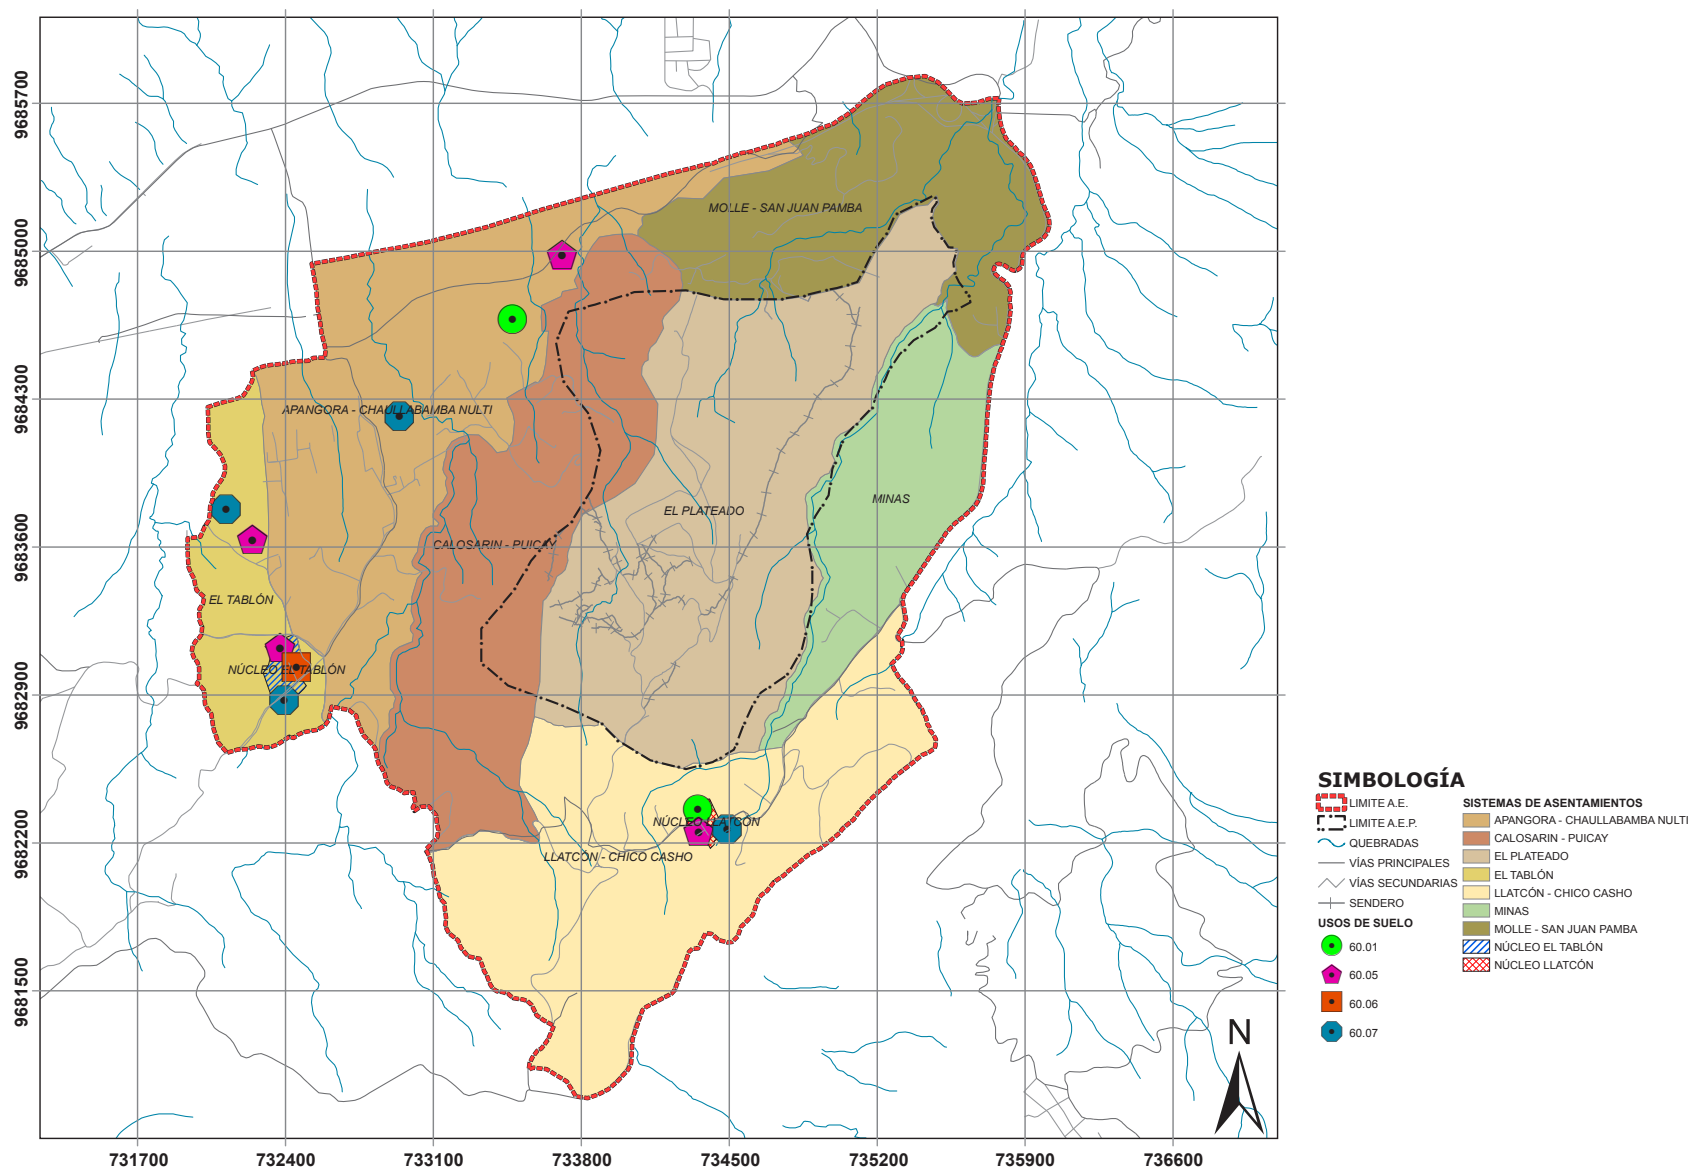 9685700
9685000
9684300
9683600
9682900
9682200
9681500
MOLLE - SAN JUAN PAMBA
APANGORA - CHAULLABAMBA NULTI
MINAS
EL PLATEADO
CALOSARIN - PUICAY
EL TABLÓN
NÚCLEO EL TABLÓN
NÚCLEO LLATCÓN
LLATCÓN - CHICO CASHO
N
731700
732400
733100
733800
734500
735200
735900
736600
SIMBOLOGÍA
LIMITE A.E.
LIMITE A.E.P.
QUEBRADAS
VÍAS PRINCIPALES
VÍAS SECUNDARIAS
SENDERO
USOS DE SUELO
60.01
60.05
60.06
60.07
SISTEMAS DE ASENTAMIENTOS
APANGORA - CHAULLABAMBA NULTI
CALOSARIN - PUICAY
EL PLATEADO
EL TABLÓN
LLATCÓN - CHICO CASHO
MINAS
MOLLE - SAN JUAN PAMBA
NÚCLEO EL TABLÓN
NÚCLEO LLATCÓN